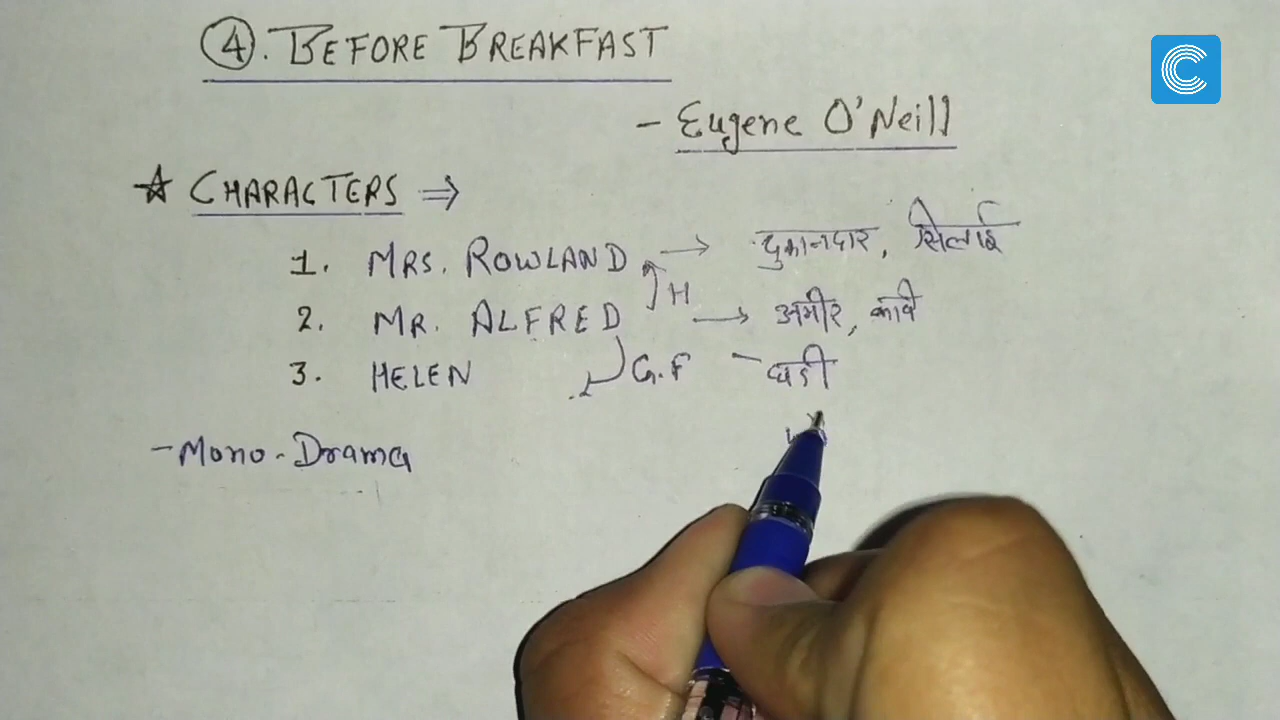 ④. BEFORE BREAKFAST
- Eugene O'Neill
☆ CHARACTERS ⇒
1. MRS. ROWLAND → दुकानदार, सिलाई
H
2. MR. ALFRED → अमीर, कवि
3. HELEN G.F - घडी
- Mono-Drama